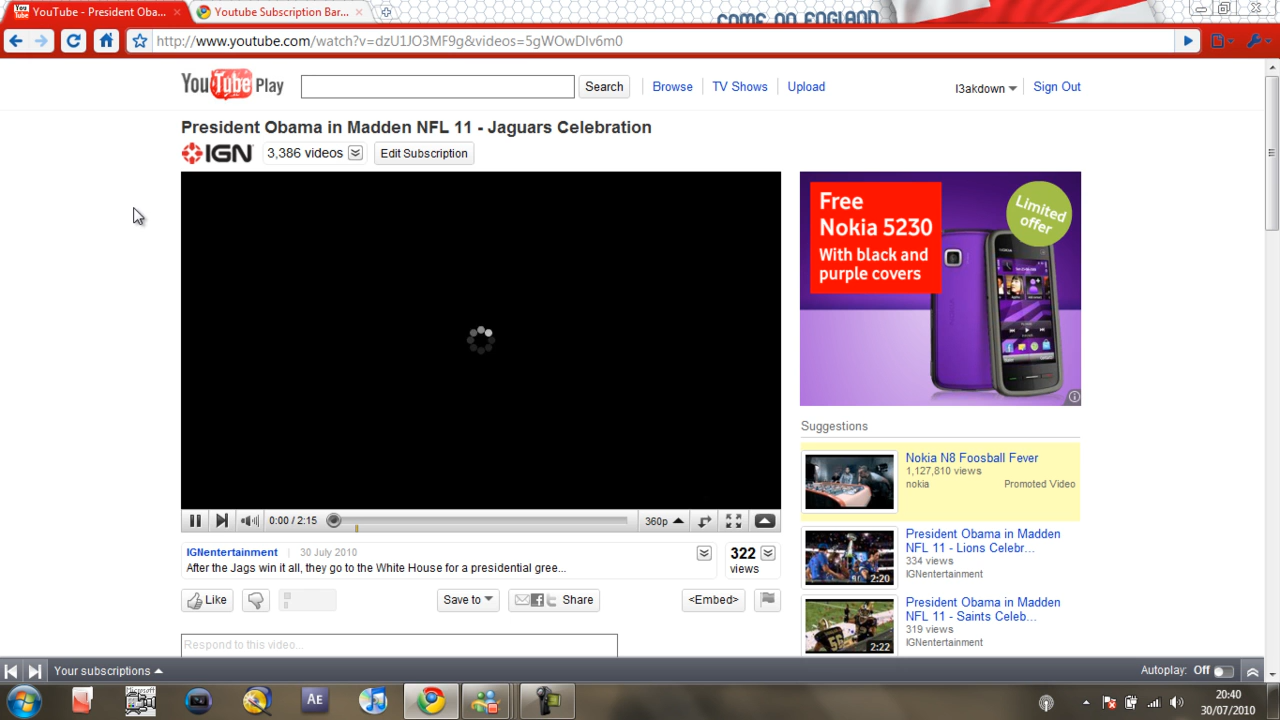 COME ON ENGLAND
YouTube - President Oba...
Youtube Subscription Bar...
http://www.youtube.com/watch?v=dzU1JO3MF9g&videos=5gWOwDlv6m0
YouTube Play
Search
Browse
TV Shows
Upload
l3akdown
Sign Out
President Obama in Madden NFL 11 - Jaguars Celebration
IGN
3,386 videos
Edit Subscription
Free
Nokia 5230
With black and
purple covers
Limited
offer
Suggestions
Nokia N8 Foosball Fever
1,127,810 views
nokia
Promoted Video
President Obama in Madden
NFL 11 - Lions Celebr...
334 views
IGNentertainment
2:20
President Obama in Madden
NFL 11 - Saints Celeb...
319 views
IGNentertainment
2:22
0:00 / 2:15
360p
IGNentertainment
30 July 2010
After the Jags win it all, they go to the White House for a presidential gree...
322
views
Like
Save to
Share
<Embed>
Respond to this video...
Your subscriptions
Autoplay: Off
AE
20:40
30/07/2010